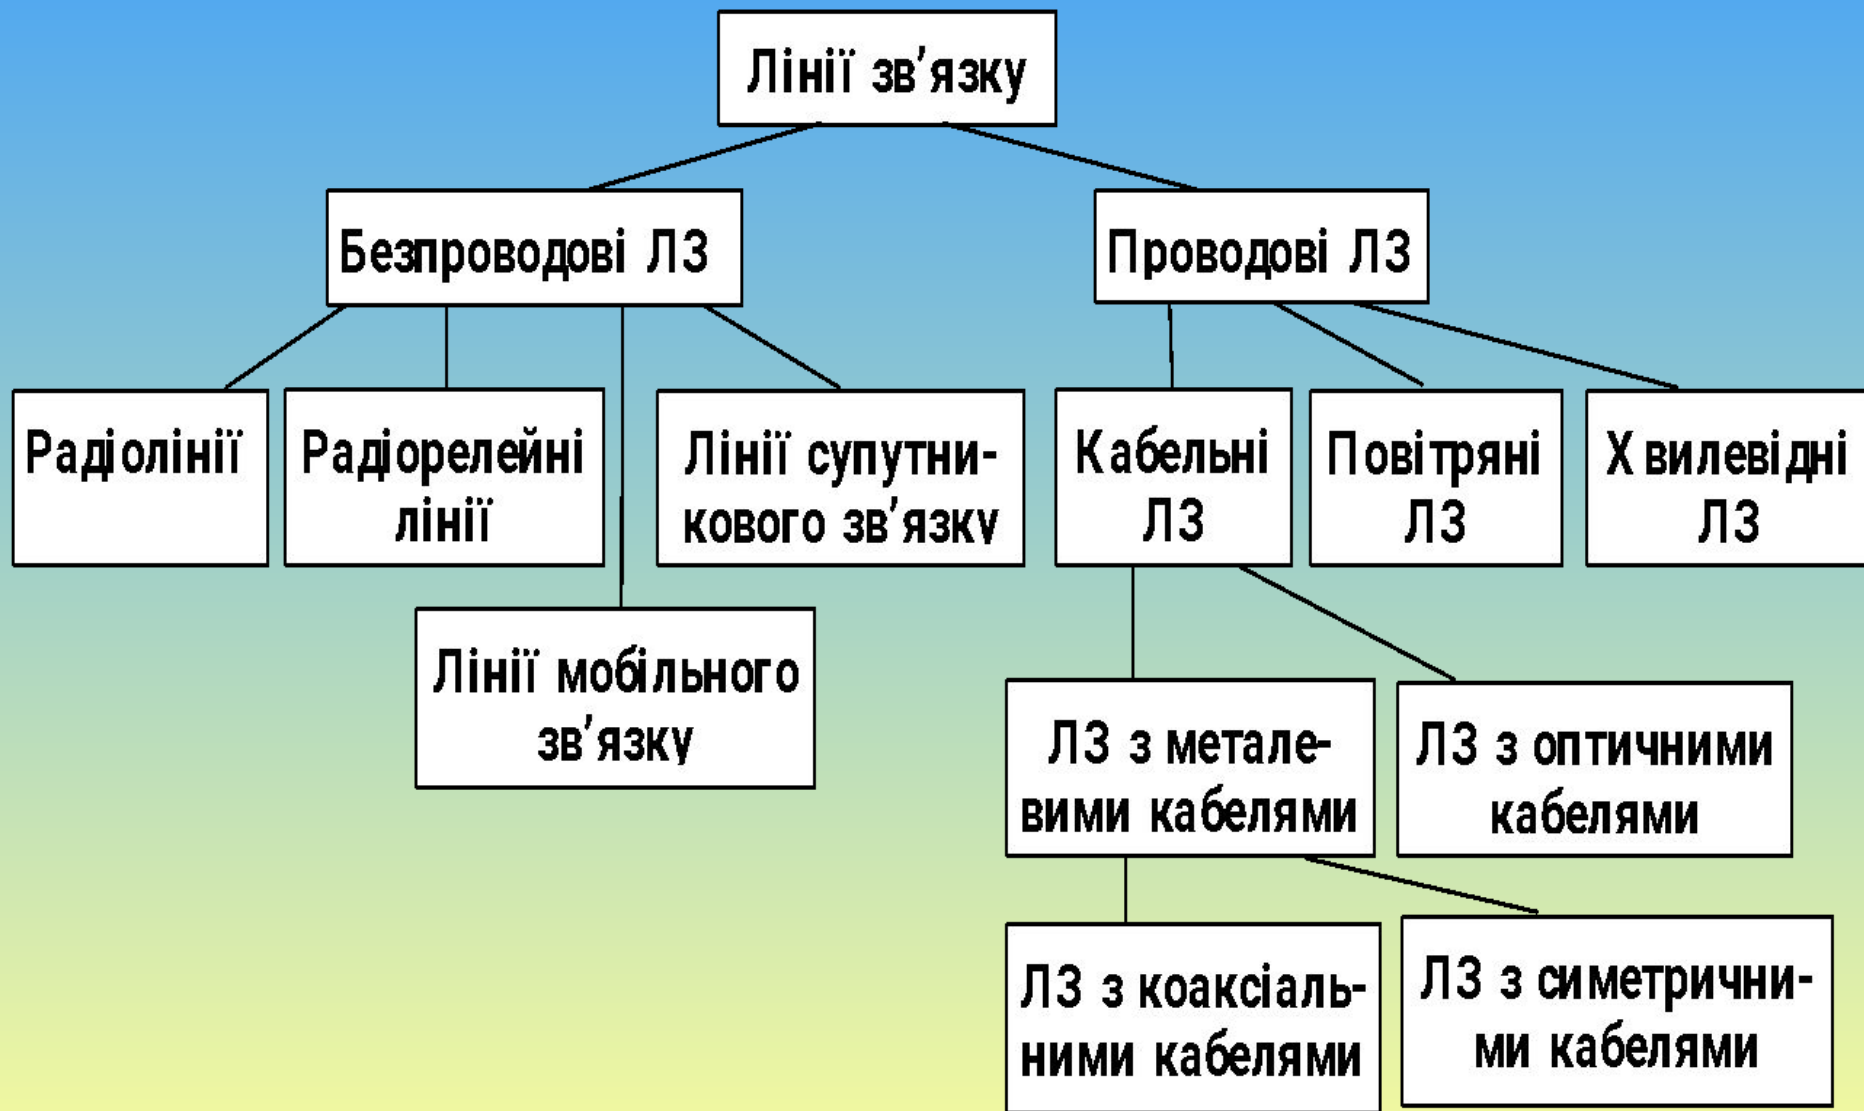 Лінії зв’язку
Безпроводові ЛЗ
Проводові ЛЗ
Радіолінії
Радіорелейні
лінії
Лінії супутни-
кового зв’язку
Кабельні
ЛЗ
Повітряні
ЛЗ
Хвилевідні
ЛЗ
Лінії мобільного
зв’язку
ЛЗ з метале-
вими кабелями
ЛЗ з оптичними
кабелями
ЛЗ з коаксіаль-
ними кабелями
ЛЗ з симетрични-
ми кабелями